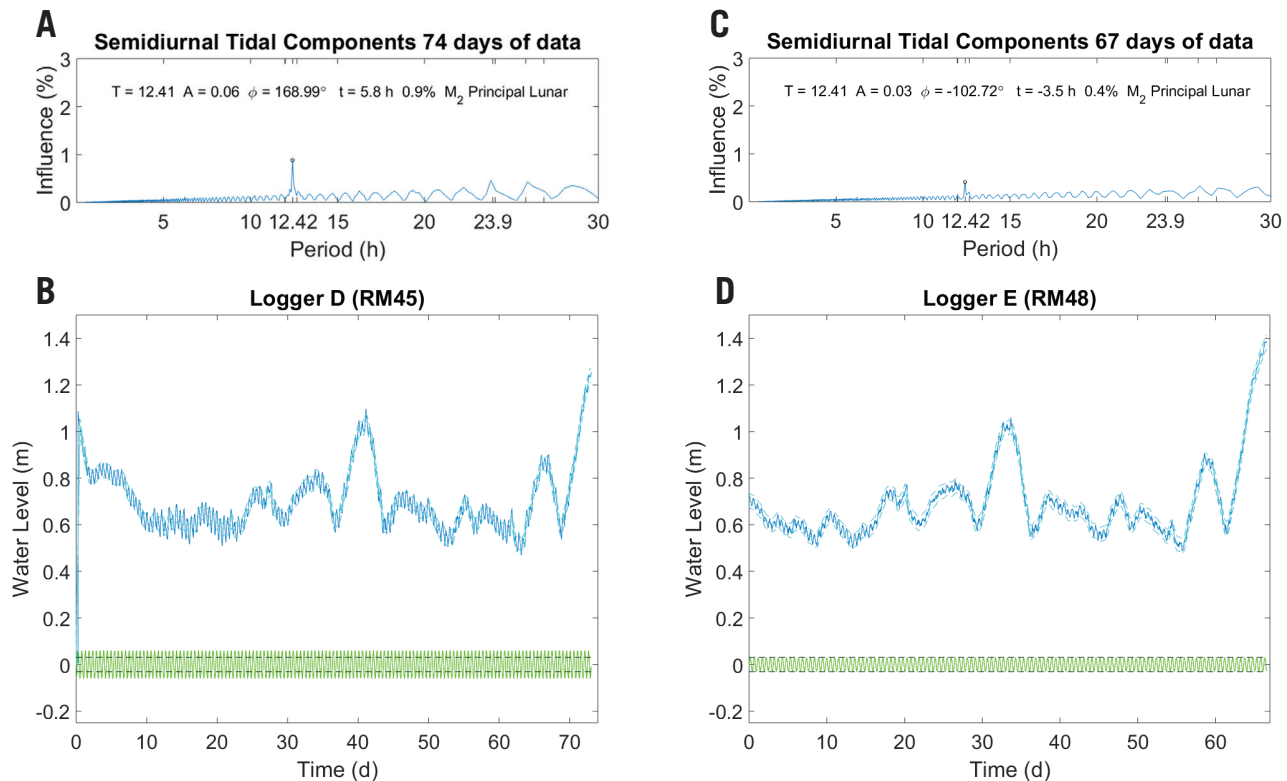 A
Semidiurnal Tidal Components 74 days of data
3
2
1
0
Influence (%)
T = 12.41 A = 0.06 ϕ = 168.99° t = 5.8 h 0.9% M2 Principal Lunar
5 10 12.42 15 20 23.9 30
Period (h)
B
Logger D (RM45)
1.4
1.2
1
0.8
0.6
0.4
0.2
0
-0.2
Water Level (m)
0 10 20 30 40 50 60 70
Time (d)
C
Semidiurnal Tidal Components 67 days of data
3
2
1
0
Influence (%)
T = 12.41 A = 0.03 ϕ = -102.72° t = -3.5 h 0.4% M2 Principal Lunar
5 10 12.42 15 20 23.9 30
Period (h)
D
Logger E (RM48)
1.4
1.2
1
0.8
0.6
0.4
0.2
0
-0.2
Water Level (m)
0 10 20 30 40 50 60
Time (d)